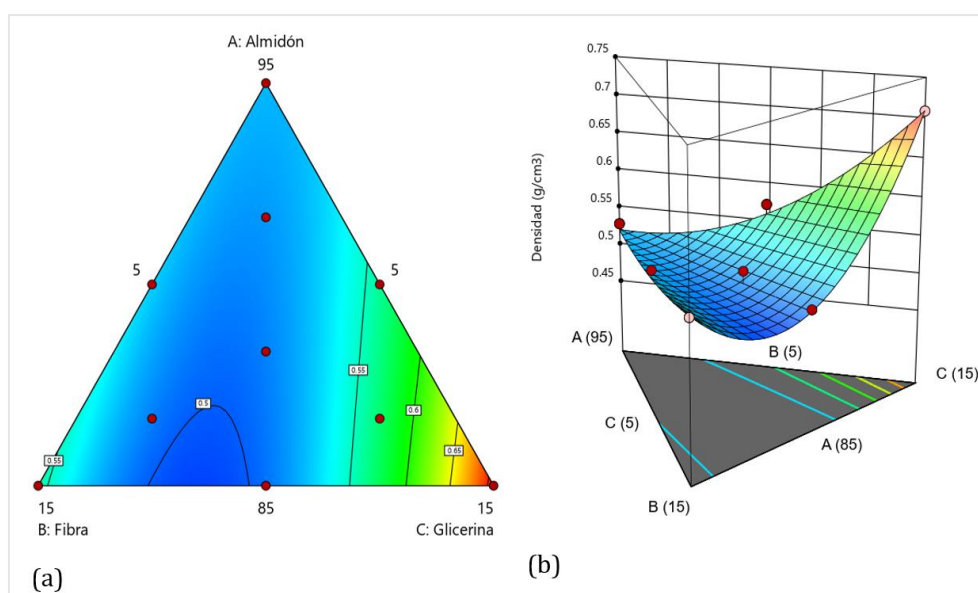 A: Almidón
95
5
5
0.55
0.5
0.6
0.55
0.65
15
85
15
B: Fibra
C: Glicerina
(a)
0.75
0.7
0.65
0.6
0.55
0.5
0.45
Densidad (g/cm3)
A (95)
B (5)
C (15)
C (5)
A (85)
B (15)
(b)